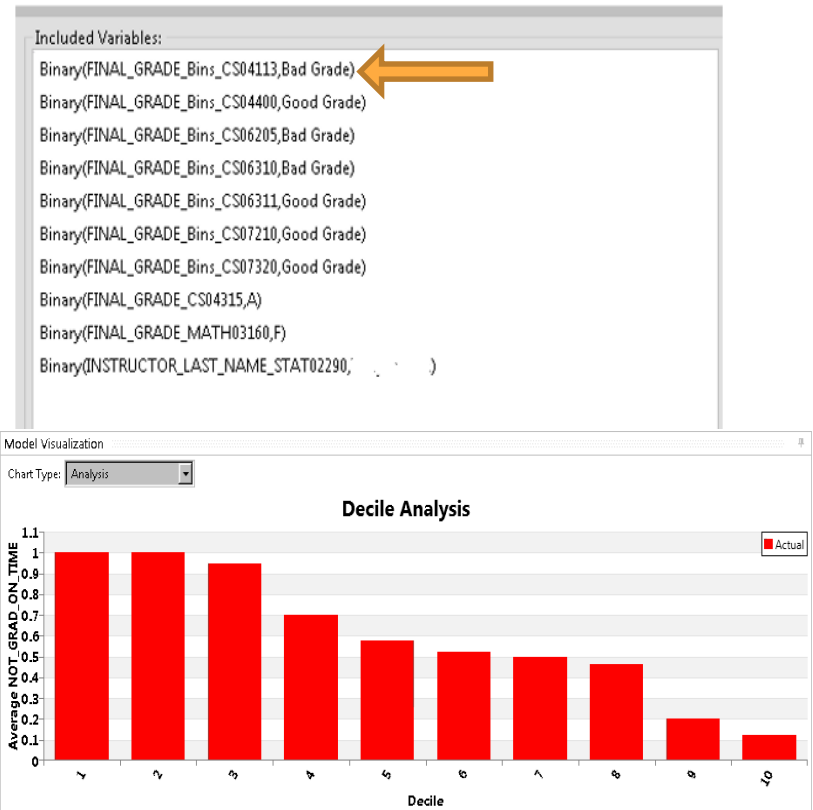 Included Variables:
Binary(FINAL_GRADE_Bins_CS04113,Bad Grade)
Binary(FINAL_GRADE_Bins_CS04400,Good Grade)
Binary(FINAL_GRADE_Bins_CS06205,Bad Grade)
Binary(FINAL_GRADE_Bins_CS06310,Bad Grade)
Binary(FINAL_GRADE_Bins_CS06311,Good Grade)
Binary(FINAL_GRADE_Bins_CS07210,Good Grade)
Binary(FINAL_GRADE_Bins_CS07320,Good Grade)
Binary(FINAL_GRADE_CS04315,A)
Binary(FINAL_GRADE_MATH03160,F)
Binary(INSTRUCTOR_LAST_NAME_STAT02290, )
Model Visualization
Chart Type: Analysis
Decile Analysis
Actual
Average NOT_GRAD_ON_TIME
1.1
1
0.9
0.8
0.7
0.6
0.5
0.4
0.3
0.2
0.1
0
1 2 3 4 5 6 7 8 9 10
Decile